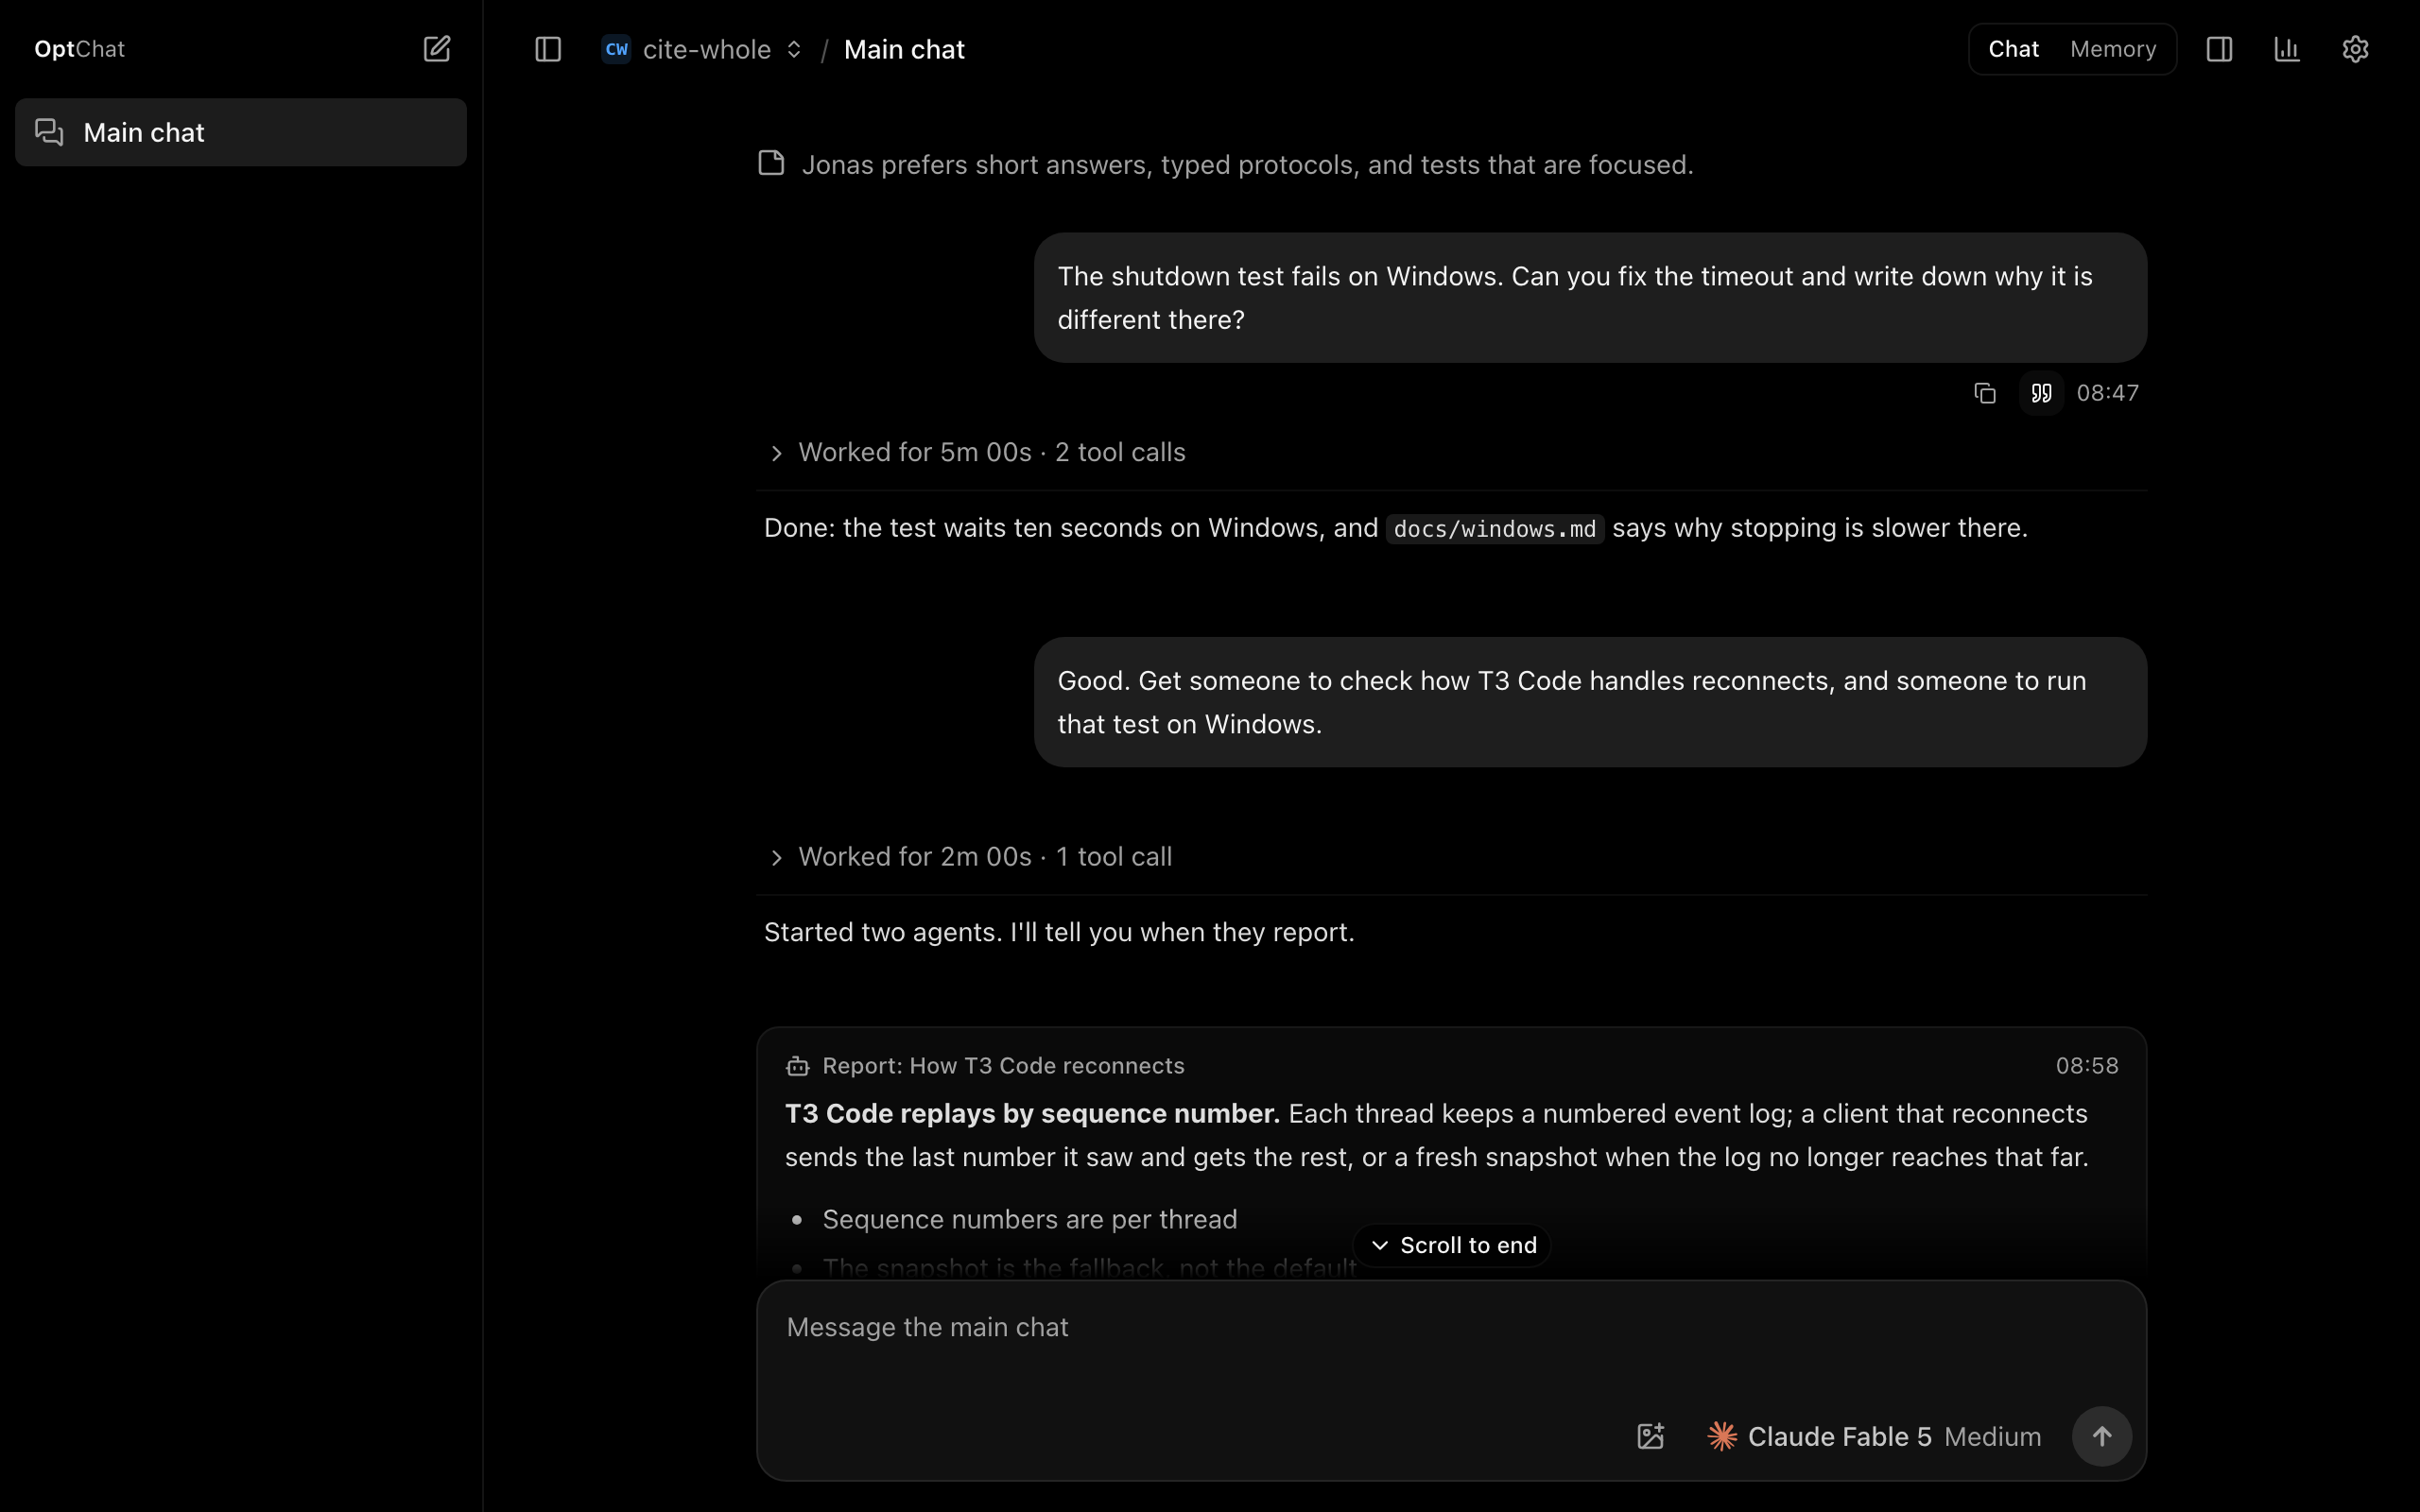 OptChat
CW cite-whole / Main chat
Chat Memory
Main chat
Jonas prefers short answers, typed protocols, and tests that are focused.
The shutdown test fails on Windows. Can you fix the timeout and write down why it is
different there?
08:47
Worked for 5m 00s · 2 tool calls
Done: the test waits ten seconds on Windows, and docs/windows.md says why stopping is slower there.
Good. Get someone to check how T3 Code handles reconnects, and someone to run
that test on Windows.
Worked for 2m 00s · 1 tool call
Started two agents. I'll tell you when they report.
Report: How T3 Code reconnects 08:58
T3 Code replays by sequence number. Each thread keeps a numbered event log; a client that reconnects
sends the last number it saw and gets the rest, or a fresh snapshot when the log no longer reaches that far.
• Sequence numbers are per thread
Scroll to end
• The snapshot is the fallback, not the default
Message the main chat
Claude Fable 5 Medium